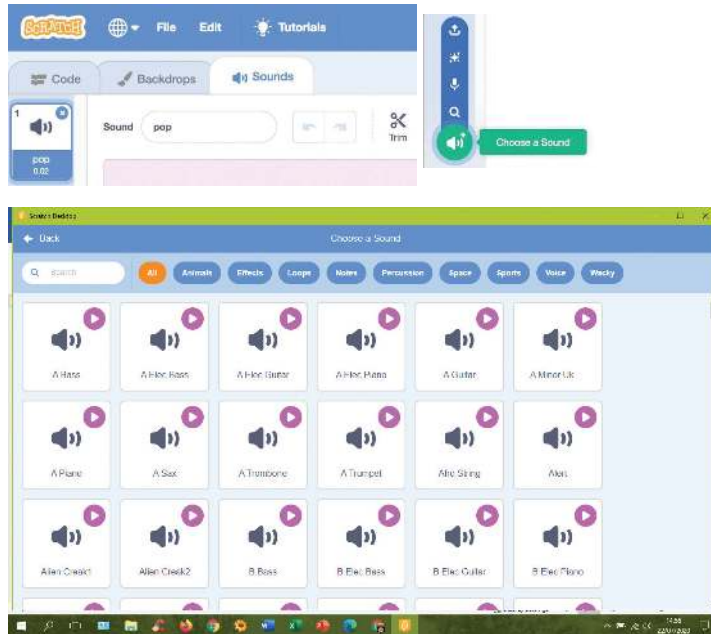 SCRATCH File Edit Tutorials
Code Backdrops Sounds
1
Sound pop
Trim
pop
0.02
Choose a Sound
Scratch Desktop
Back Choose a Sound
Search All Animals Effects Loops Notes Percussion Space Sports Voice Wacky
A Bass A Elec Bass A Elec Guitar A Elec Piano A Guitar A Minor Uk
A Piano A Sax A Trombone A Trumpet Afro String Alert
Alien Creak1 Alien Creak2 B Bass B Elec Bass B Elec Guitar B Elec Piano